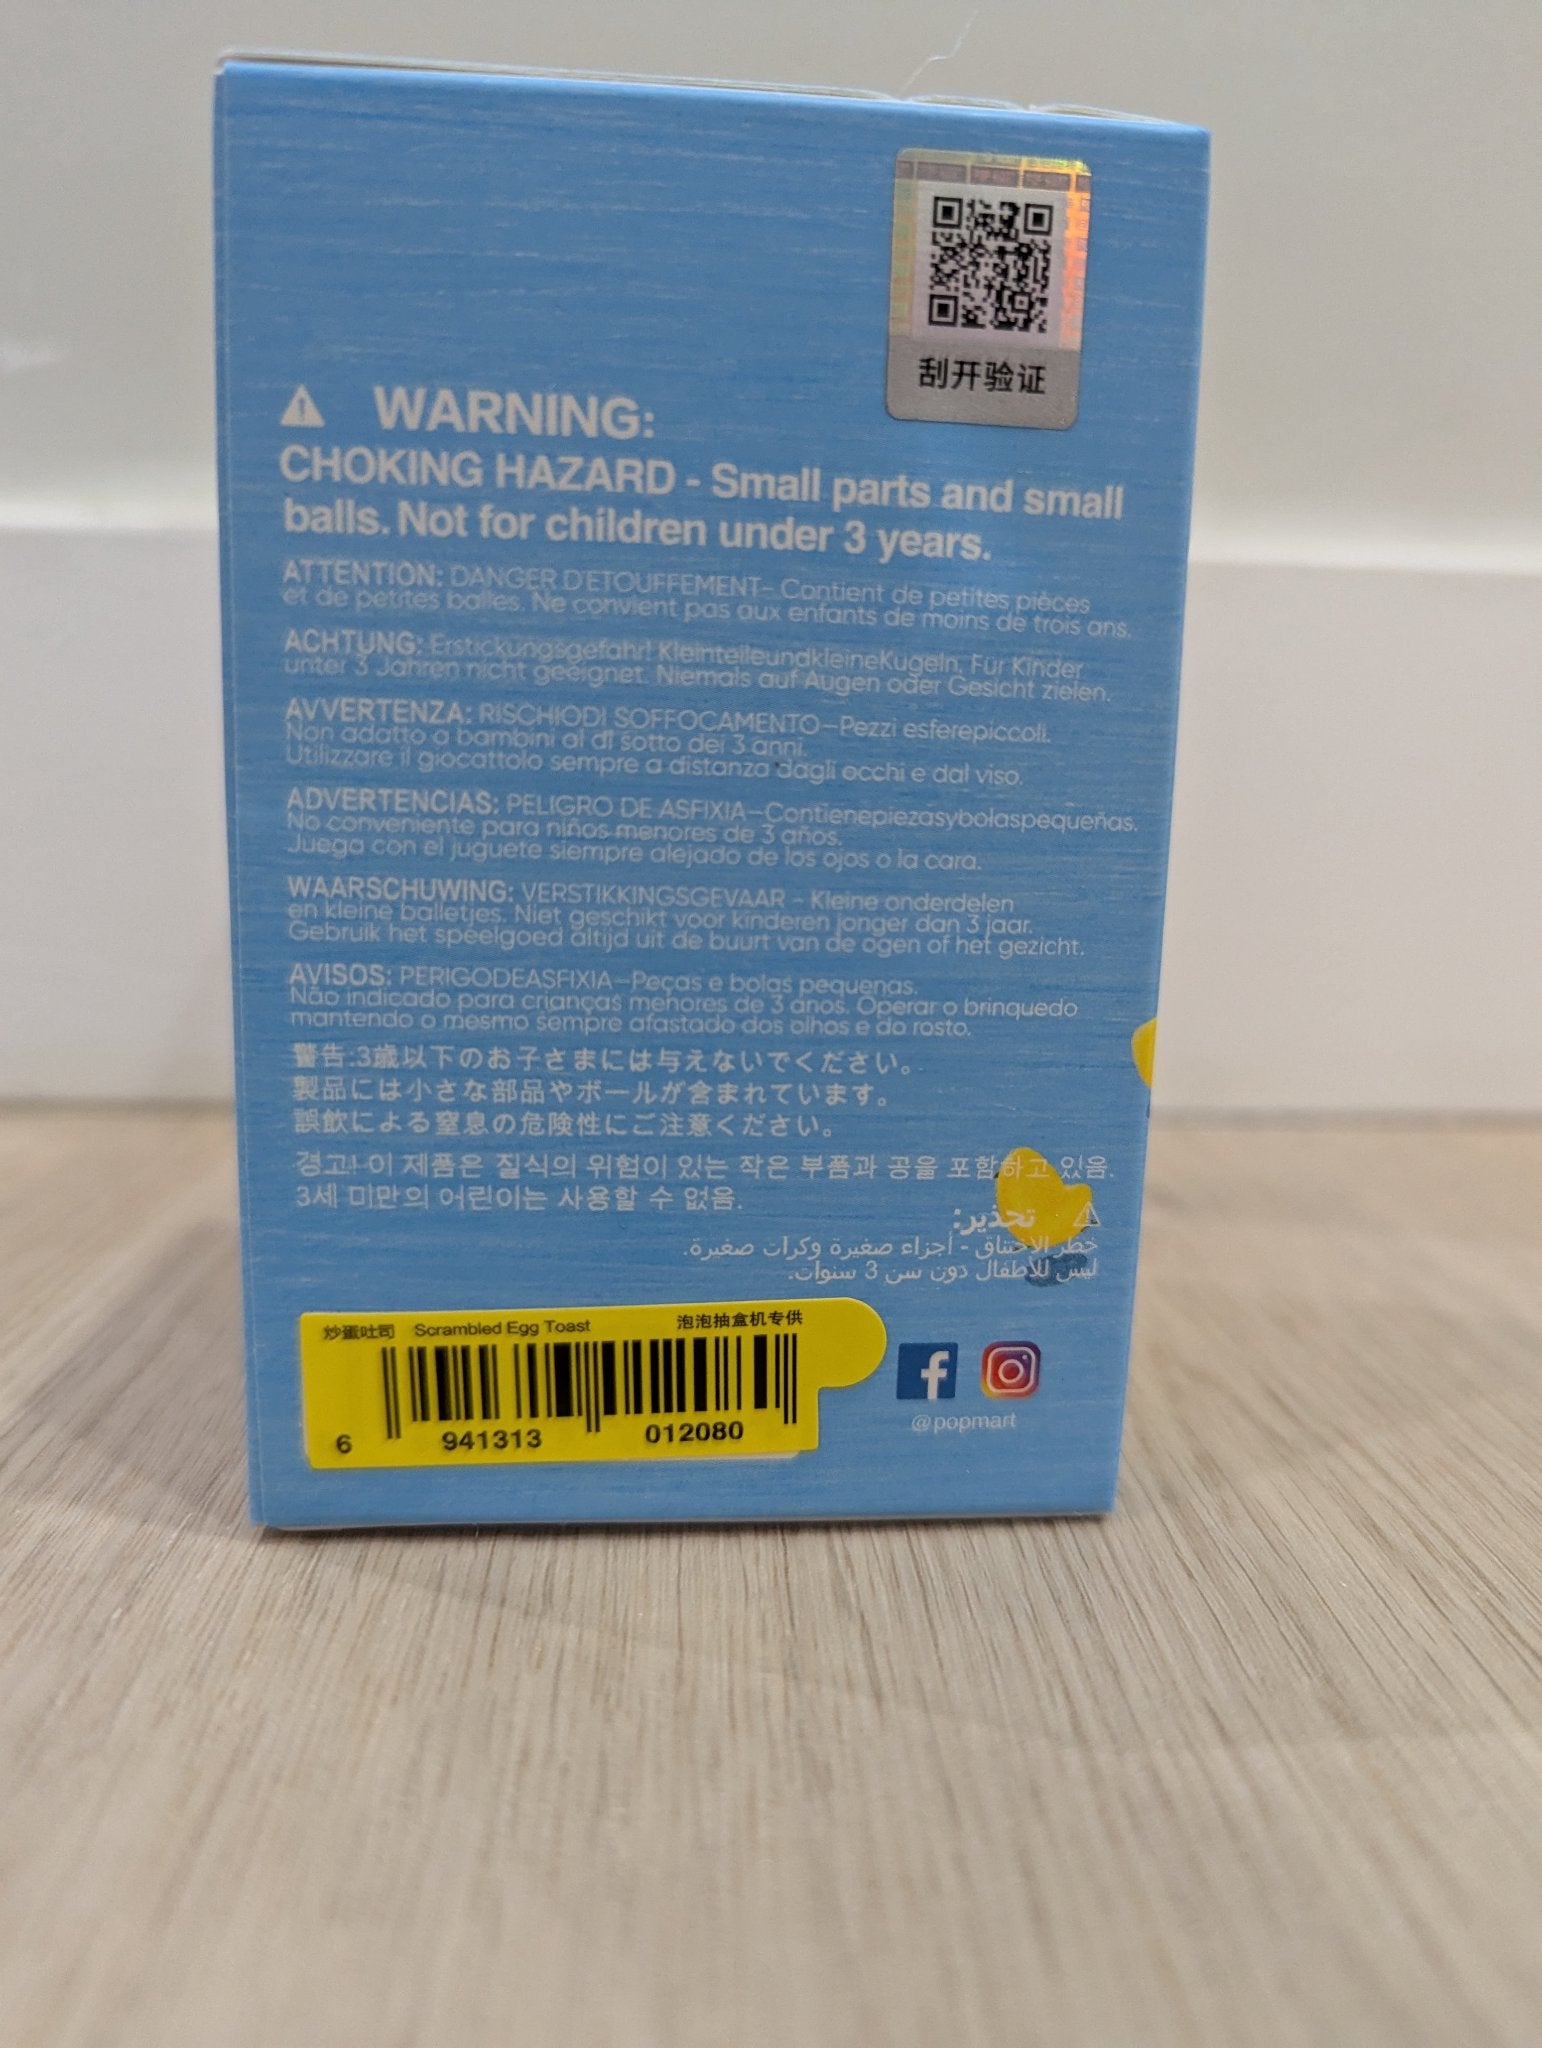 刮开验证
WARNING:
CHOKING HAZARD - Small parts and small
balls. Not for children under 3 years.
ATTENTION: DANGER D'ETOUFFEMENT- Contient de petites pièces
et de petites balles. Ne convient pas aux enfants de moins de trois ans.
ACHTUNG: Erstickungsgefahr! KleinteileundkleineKugeln. Für Kinder
unter 3 Jahren nicht geeignet. Niemals auf Augen oder Gesicht zielen.
AVVERTENZA: RISCHIODI SOFFOCAMENTO—Pezzi esferepiccoli.
Non adatto a bambini al di sotto dei 3 anni.
Utilizzare il giocattolo sempre a distanza dagli occhi e dal viso.
ADVERTENCIAS: PELIGRO DE ASFIXIA—Contienepiezasybolaspequeñas.
No conveniente para niños menores de 3 años.
Juega con el juguete siempre alejado de los ojos o la cara.
WAARSCHUWING: VERSTIKKINGSGEVAAR - Kleine onderdelen
en kleine balletjes. Niet geschikt voor kinderen jonger dan 3 jaar.
Gebruik het speelgoed altijd uit de buurt van de ogen of het gezicht.
AVISOS: PERIGODEASFIXIA—Peças e bolas pequenas.
Não indicado para crianças menores de 3 anos. Operar o brinquedo
mantendo o mesmo sempre afastado dos olhos e do rosto.
警告:3歳以下のお子さまには与えないでください。
製品には小さな部品やボールが含まれています。
誤飲による窒息の危険性にご注意ください。
경고! 이 제품은 질식의 위험이 있는 작은 부품과 공을 포함하고 있음.
3세 미만의 어린이는 사용할 수 없음.
تحذير:
خطر الاختناق - أجزاء صغيرة وكرات صغيرة.
ليس للأطفال دون سن 3 سنوات.
炒蛋吐司 Scrambled Egg Toast 泡泡抽盒机专供
6 941313 012080
@popmart